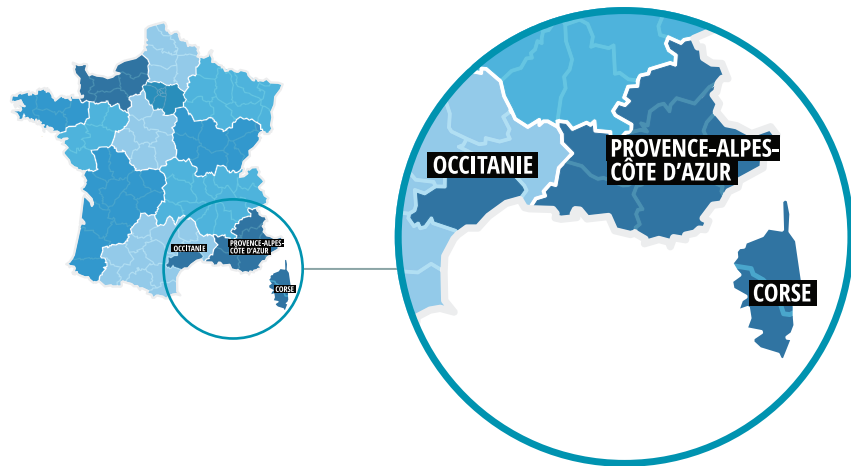 OCCITANIE
PROVENCE-ALPES-
CÔTE D'AZUR
CORSE
OCCITANIE
PROVENCE-ALPES-
CÔTE D'AZUR
CORSE